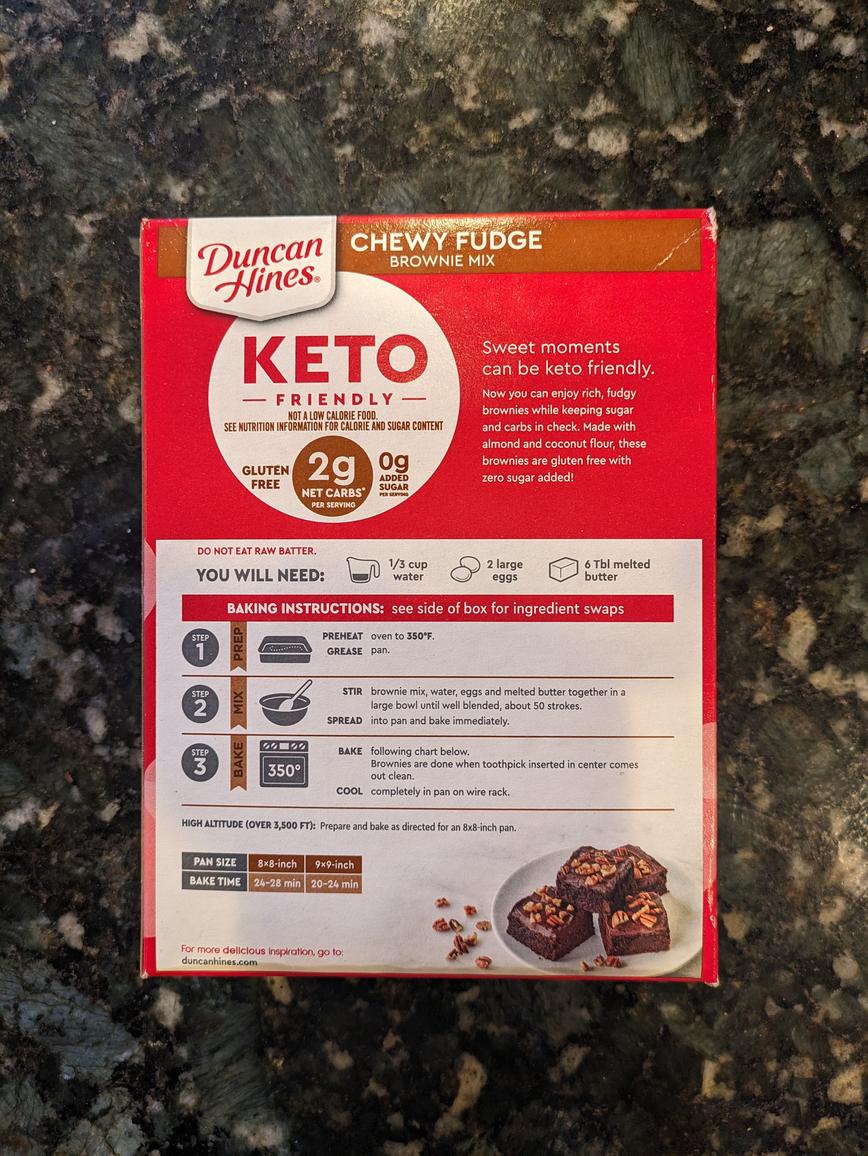 Duncan
Hines®
CHEWY FUDGE
BROWNIE MIX
KETO
FRIENDLY
NOT A LOW CALORIE FOOD.
SEE NUTRITION INFORMATION FOR CALORIE AND SUGAR CONTENT
GLUTEN
FREE
2g
NET CARBS*
PER SERVING
0g
ADDED
SUGAR
PER SERVING
Sweet moments
can be keto friendly.
Now you can enjoy rich, fudgy
brownies while keeping sugar
and carbs in check. Made with
almond and coconut flour, these
brownies are gluten free with
zero sugar added!
DO NOT EAT RAW BATTER.
YOU WILL NEED:
1/3 cup
water
2 large
eggs
6 Tbl melted
butter
BAKING INSTRUCTIONS: see side of box for ingredient swaps
STEP
1
PREP
PREHEAT oven to 350°F.
GREASE pan.
STEP
2
MIX
STIR brownie mix, water, eggs and melted butter together in a
large bowl until well blended, about 50 strokes.
SPREAD into pan and bake immediately.
STEP
3
BAKE
350°
BAKE following chart below.
Brownies are done when toothpick inserted in center comes
out clean.
COOL completely in pan on wire rack.
HIGH ALTITUDE (OVER 3,500 FT): Prepare and bake as directed for an 8x8-inch pan.
PAN SIZE 8x8-inch 9x9-inch
BAKE TIME 24-28 min 20-24 min
For more delicious inspiration, go to:
duncanhines.com